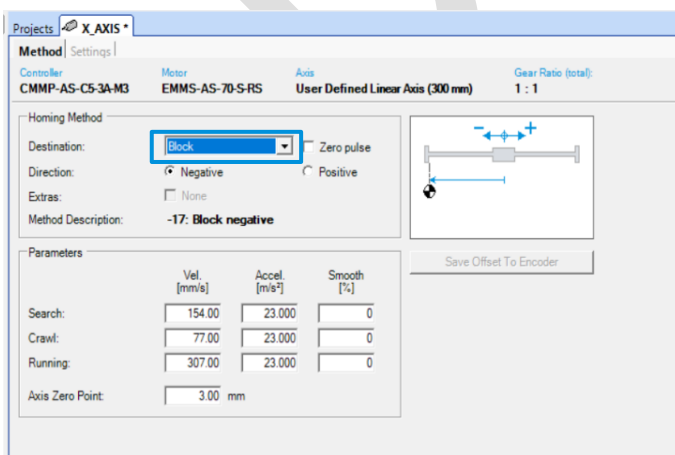 Projects X_AXIS *
Method Settings
Controller Motor Axis Gear Ratio (total):
CMMP-AS-C5-3A-M3 EMMS-AS-70-S-RS User Defined Linear Axis (300 mm) 1 : 1
Homing Method
Destination: Block Zero pulse
Direction: Negative Positive
Extras: None
Method Description: -17: Block negative
- +
Save Offset To Encoder
Parameters
Vel. Accel. Smooth
[mm/s] [m/s²] [%]
Search: 154.00 23.000 0
Crawl: 77.00 23.000 0
Running: 307.00 23.000 0
Axis Zero Point: 3.00 mm